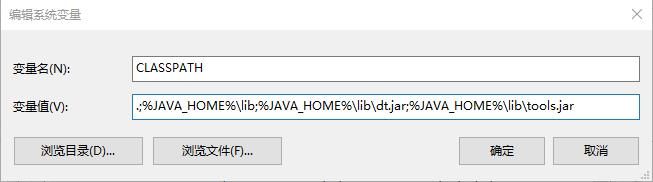 编辑系统变量
变量名(N):
CLASSPATH
变量值(V):
.;%JAVA_HOME%\lib;%JAVA_HOME%\lib\dt.jar;%JAVA_HOME%\lib\tools.jar
浏览目录(D)... 浏览文件(F)... 确定 取消